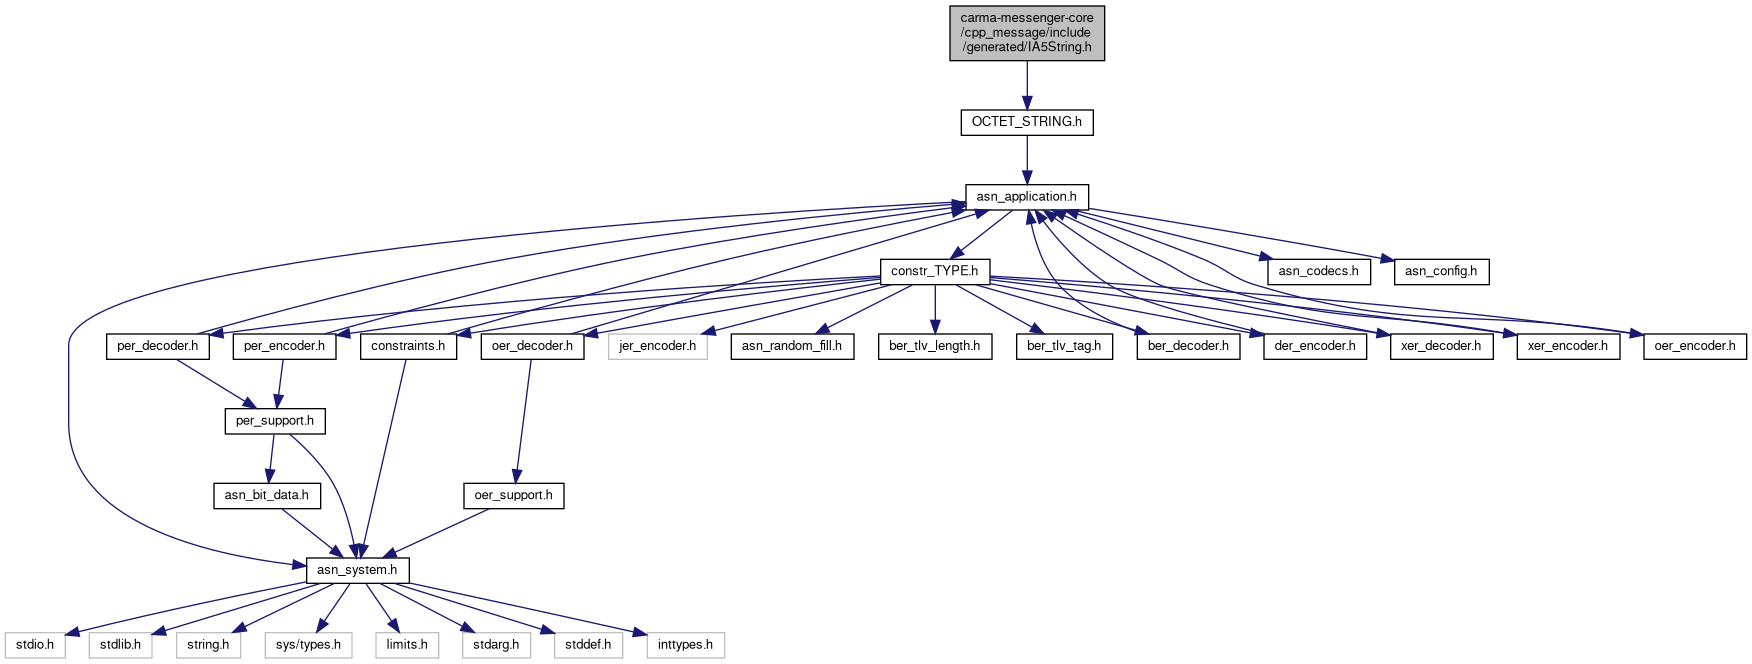 carma-messenger-core
/cpp_message/include
/generated/IA5String.h
OCTET_STRING.h
asn_application.h
constr_TYPE.h
asn_codecs.h
asn_config.h
per_decoder.h
per_encoder.h
constraints.h
oer_decoder.h
jer_encoder.h
asn_random_fill.h
ber_tlv_length.h
ber_tlv_tag.h
ber_decoder.h
der_encoder.h
xer_decoder.h
xer_encoder.h
oer_encoder.h
per_support.h
asn_bit_data.h
oer_support.h
asn_system.h
stdio.h
stdlib.h
string.h
sys/types.h
limits.h
stdarg.h
stddef.h
inttypes.h